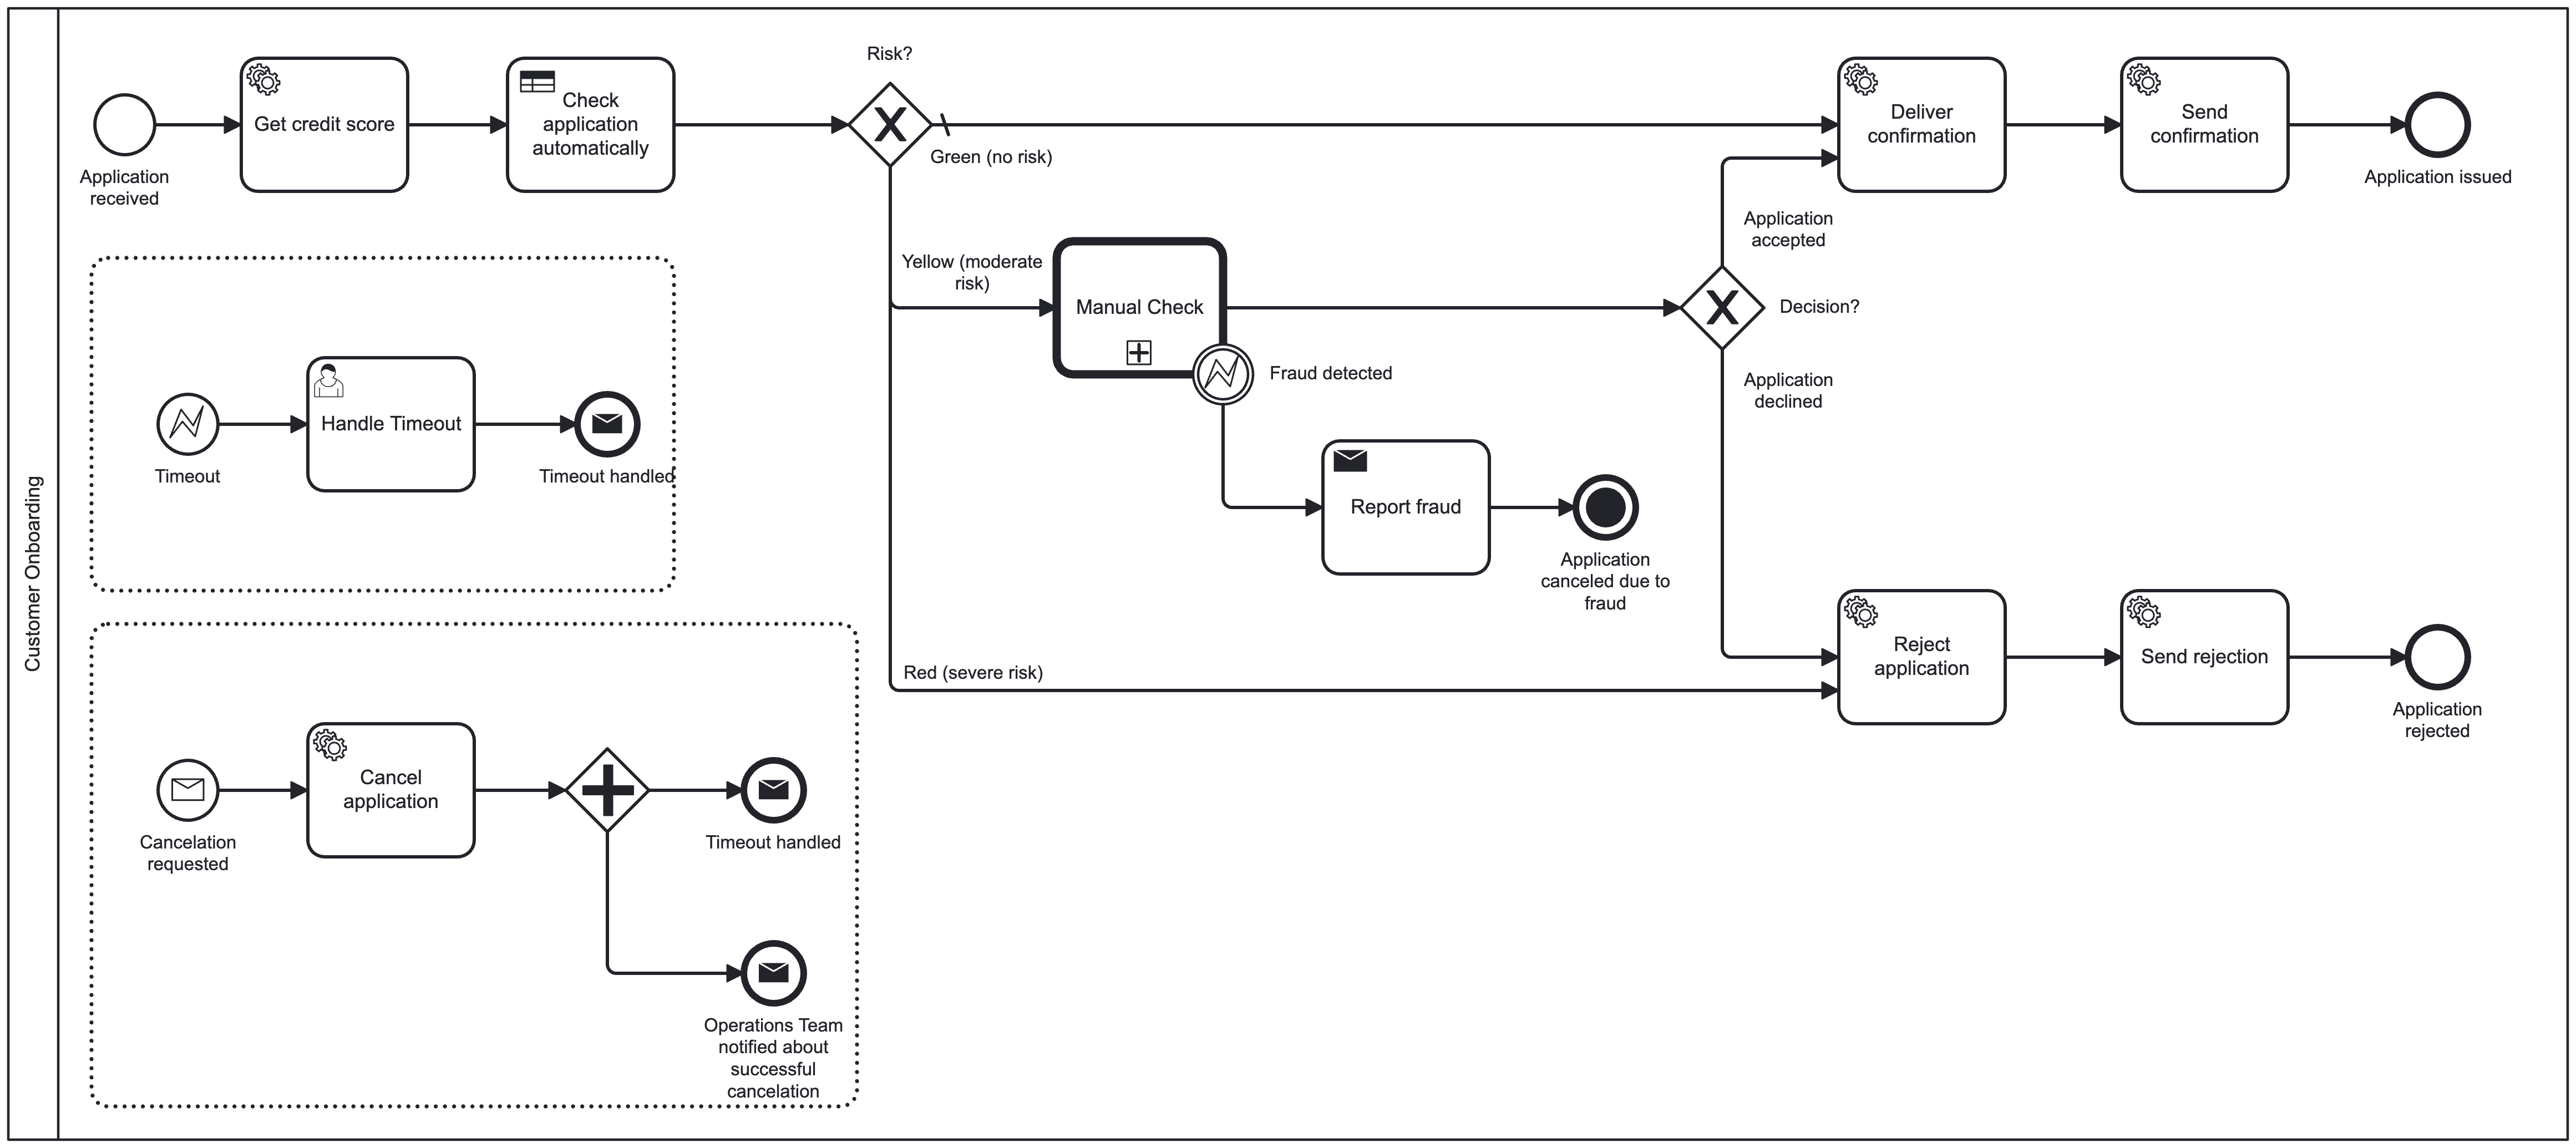 Customer Onboarding
Risk?
Application
received
Get credit score
Check
application
automatically
Green (no risk)
Deliver
confirmation
Send
confirmation
Application issued
Yellow (moderate
risk)
Manual Check
Fraud detected
Application
accepted
Decision?
Application
declined
Timeout
Handle Timeout
Timeout handled
Report fraud
Application
canceled due to
fraud
Red (severe risk)
Reject
application
Send rejection
Application
rejected
Cancelation
requested
Cancel
application
Timeout handled
Operations Team
notified about
successful
cancelation